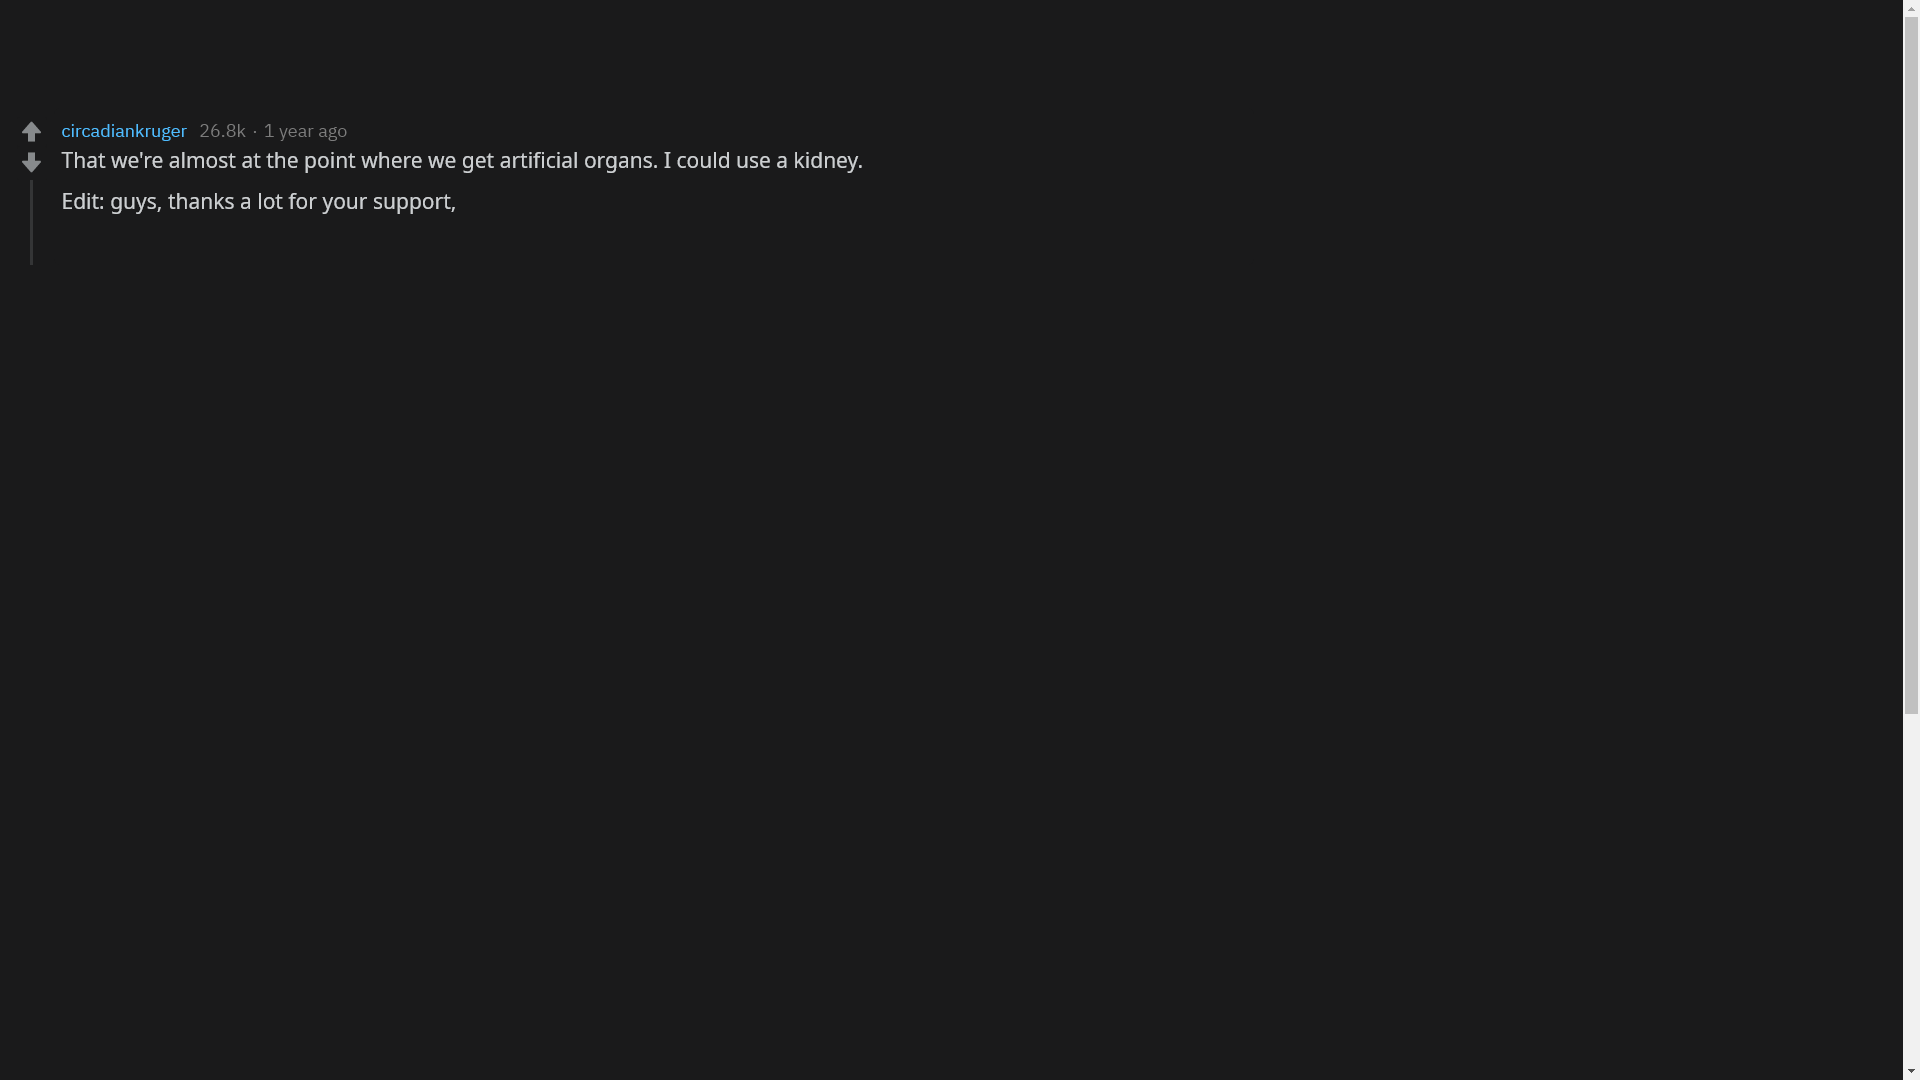 circadiankruger 26.8k · 1 year ago
That we're almost at the point where we get artificial organs. I could use a kidney.
Edit: guys, thanks a lot for your support,